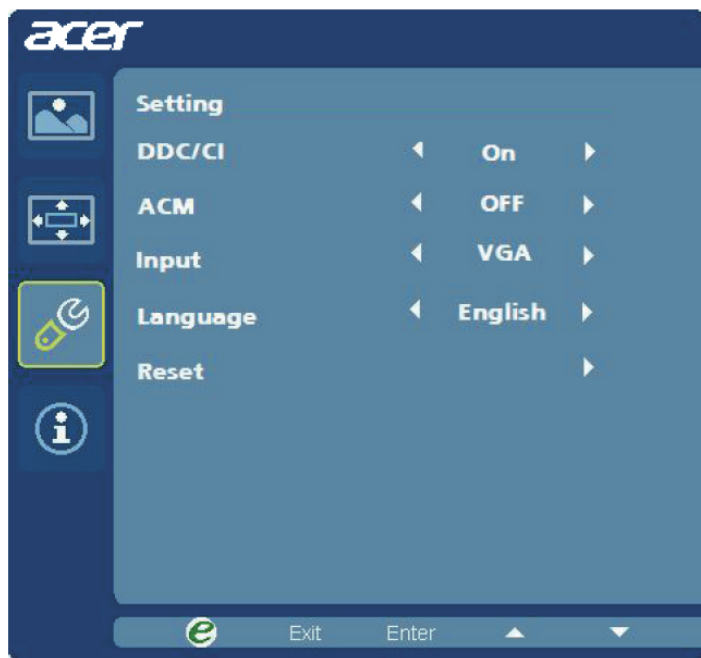 acer
Setting
DDC/CI On
ACM OFF
Input VGA
Language English
Reset
e Exit Enter